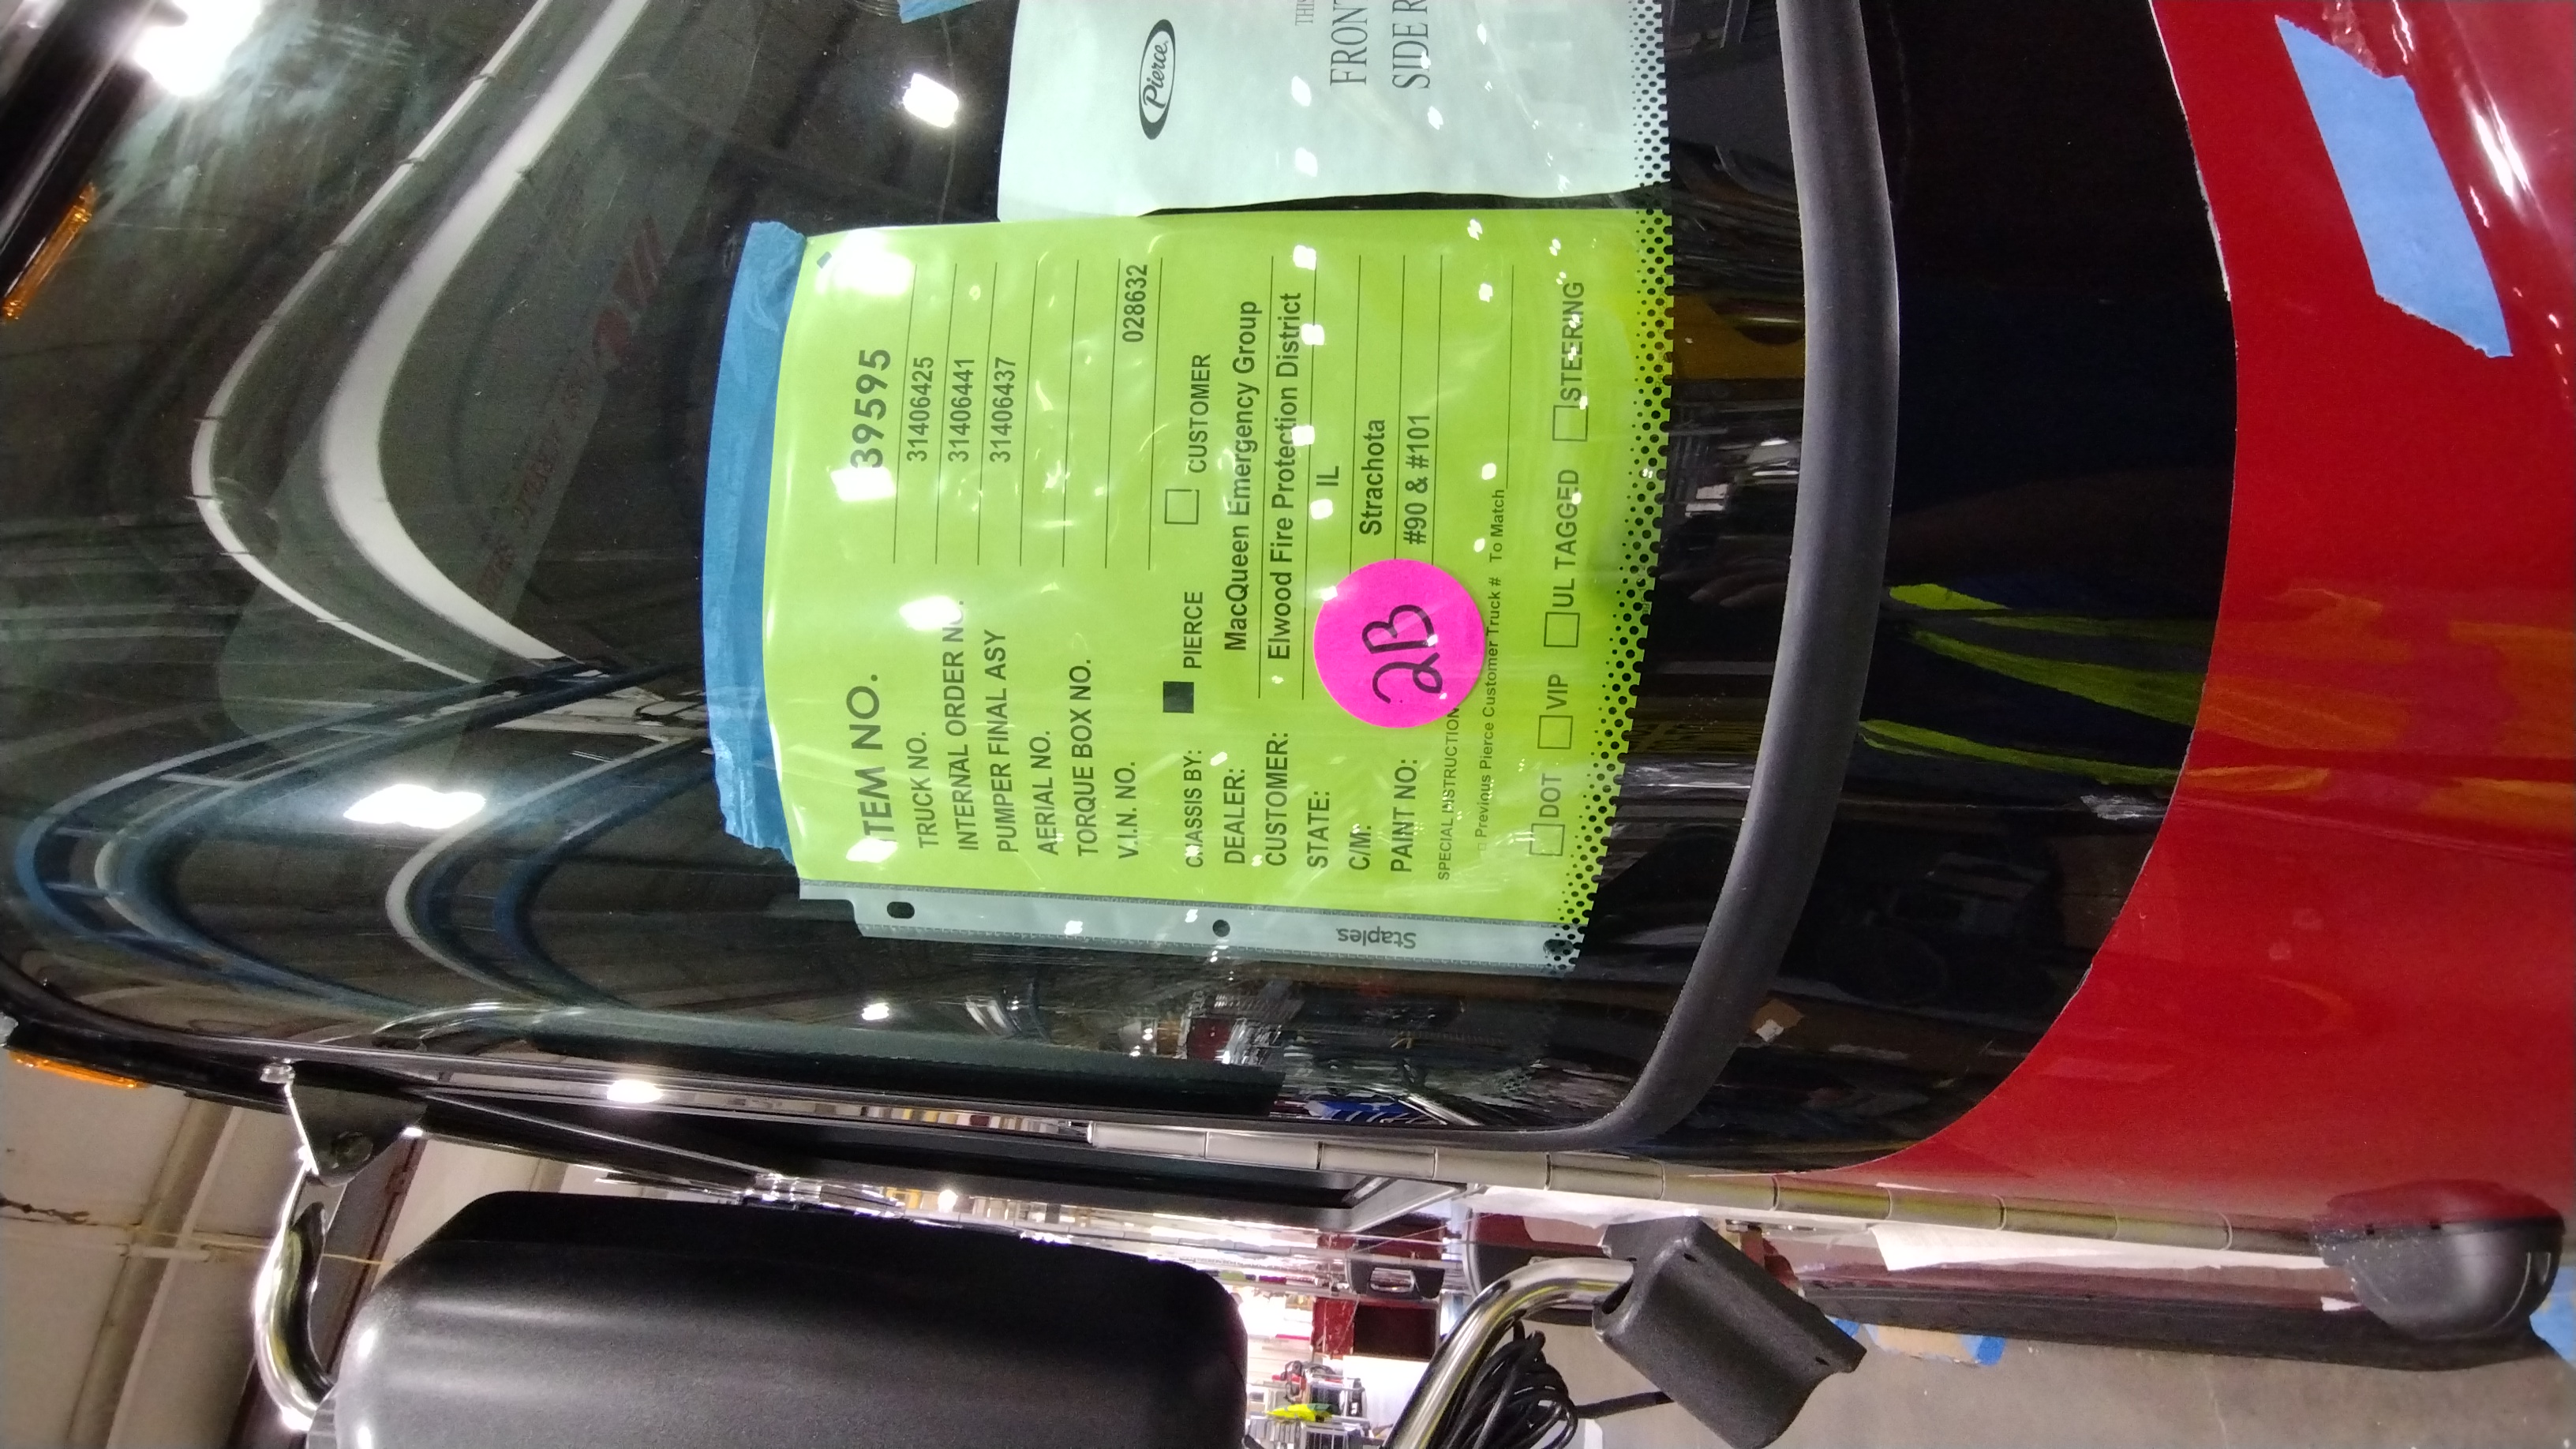 ITEM NO. 39595
TRUCK NO. 31406425
INTERNAL ORDER NO. 31406441
PUMPER FINAL ASY 31406437
AERIAL NO.
TORQUE BOX NO.
V.I.N. NO. 028632
CHASSIS BY: ■ PIERCE □ CUSTOMER
DEALER: MacQueen Emergency Group
CUSTOMER: Elwood Fire Protection District
STATE: IL
C/M: Strachota
PAINT NO: #90 & #101
SPECIAL INSTRUCTION
□ Previous Pierce Customer Truck # To Match
□ DOT □ VIP □ UL TAGGED □ STEERING
2B
Staples
Pierce
THIS
FRONT
SIDE R